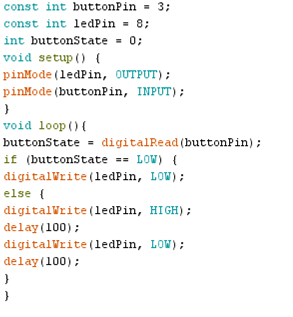 const int buttonPin = 3;
const int ledPin = 8;
int buttonState = 0;
void setup() {
pinMode(ledPin, OUTPUT);
pinMode(buttonPin, INPUT);
}
void loop(){
buttonState = digitalRead(buttonPin);
if (buttonState == LOW) {
digitalWrite(ledPin, LOW);
else {
digitalWrite(ledPin, HIGH);
delay(100);
digitalWrite(ledPin, LOW);
delay(100);
}
}